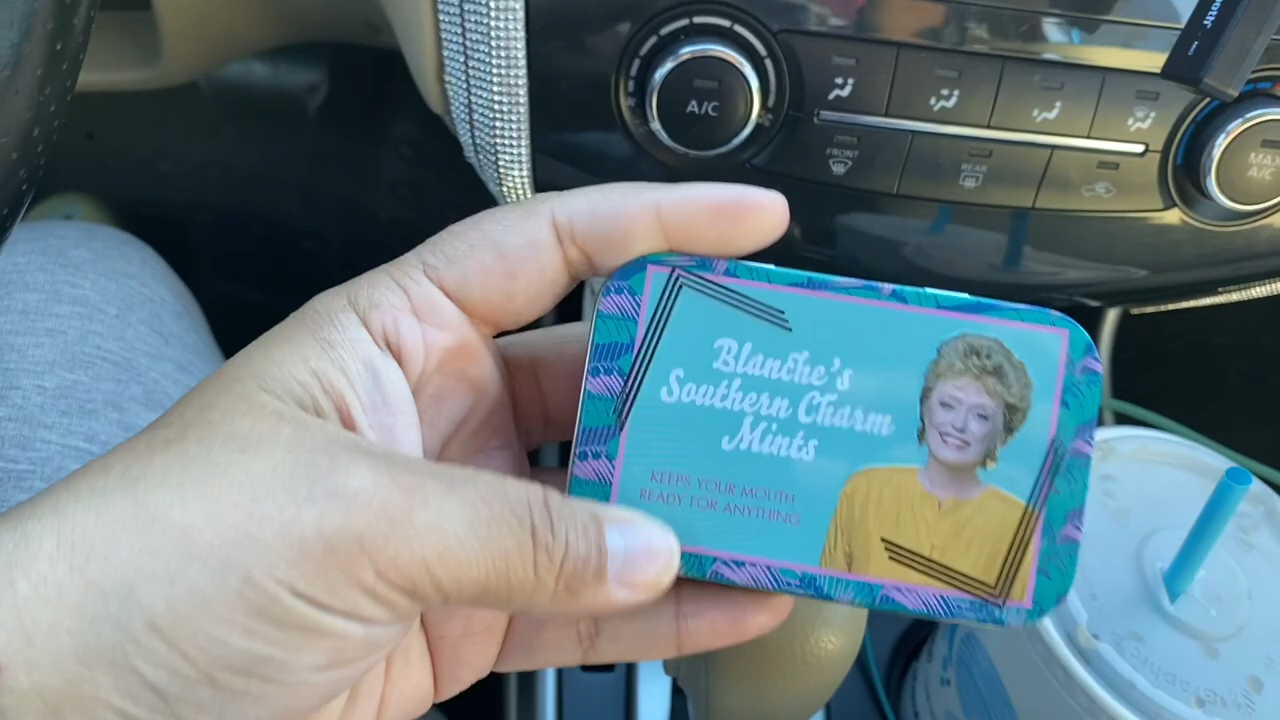 A/C
FRONT
REAR
MAX
A/C
Blanche's
Southern Charm
Mints
KEEPS YOUR MOUTH
READY FOR ANYTHING